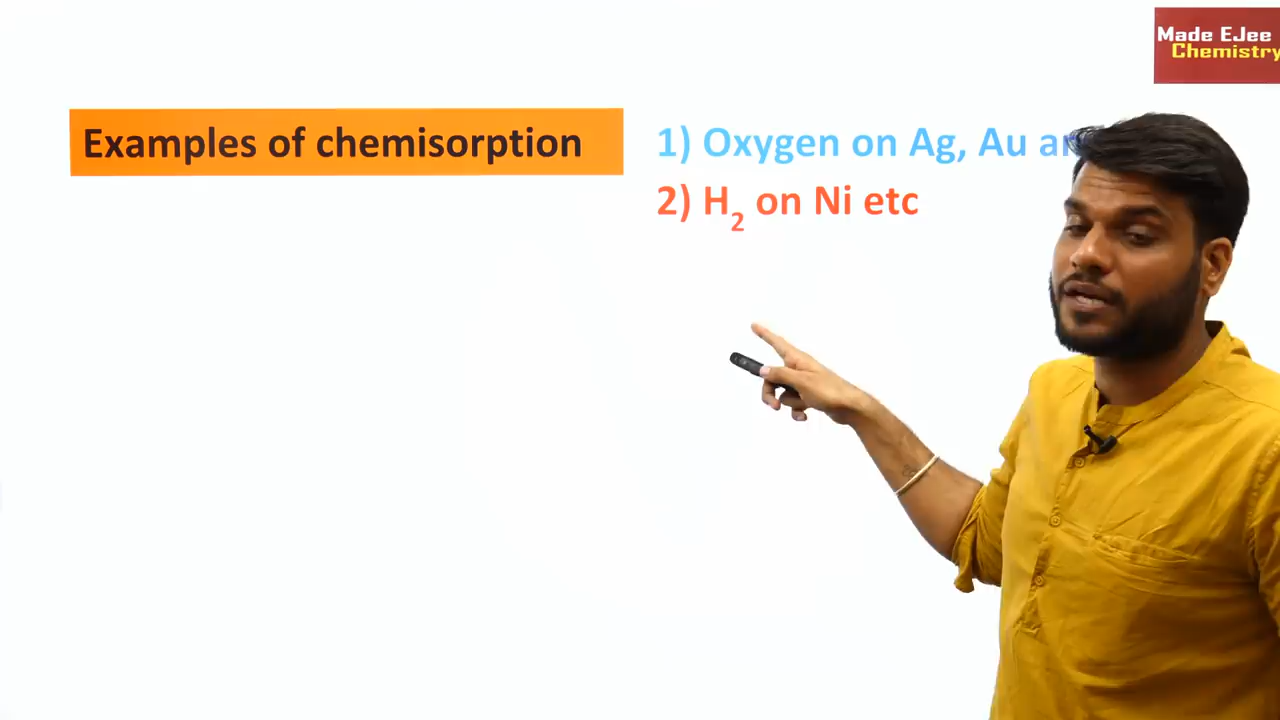 Made EJee
Chemistry
Examples of chemisorption
1) Oxygen on Ag, Au
2) H₂ on Ni etc